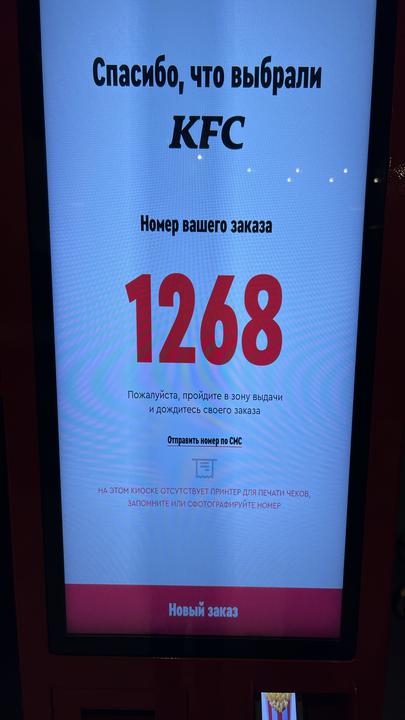 Спасибо, что выбрали
KFC
Номер вашего заказа
1268
Пожалуйста, пройдите в зону выдачи
и дождитесь своего заказа
Отправить номер по СМС
НА ЭТОМ КИОСКЕ ОТСУТСТВУЕТ ПРИНТЕР ДЛЯ ПЕЧАТИ ЧЕКОВ,
ЗАПОМНИТЕ ИЛИ СФОТОГРАФИРУЙТЕ НОМЕР
Новый заказ